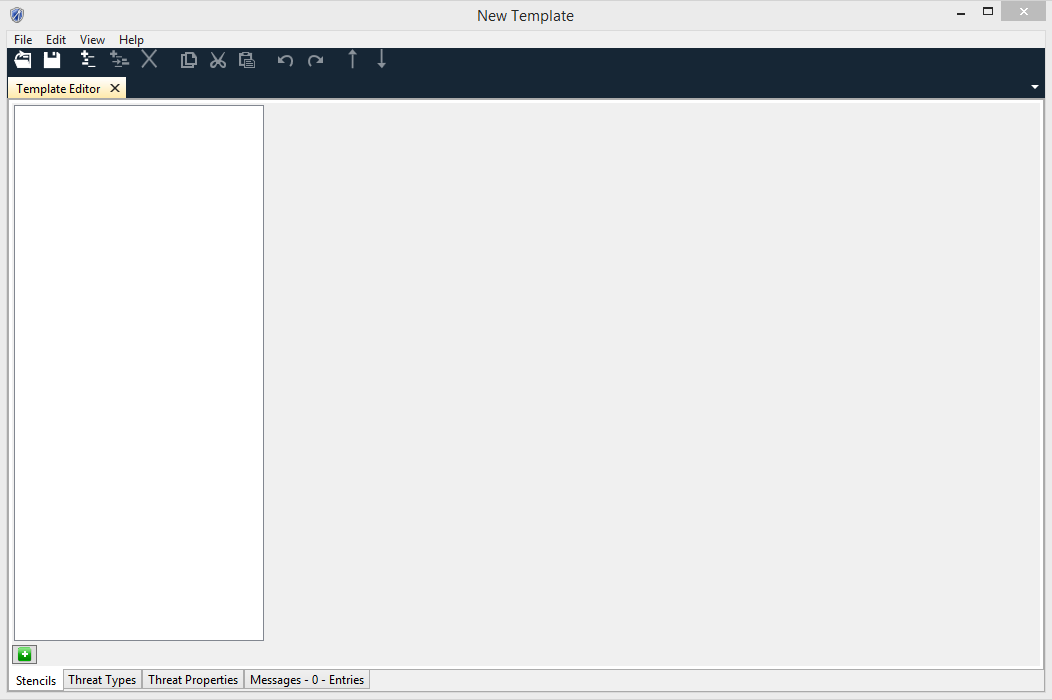 New Template
File Edit View Help
Template Editor
Stencils Threat Types Threat Properties Messages - 0 - Entries